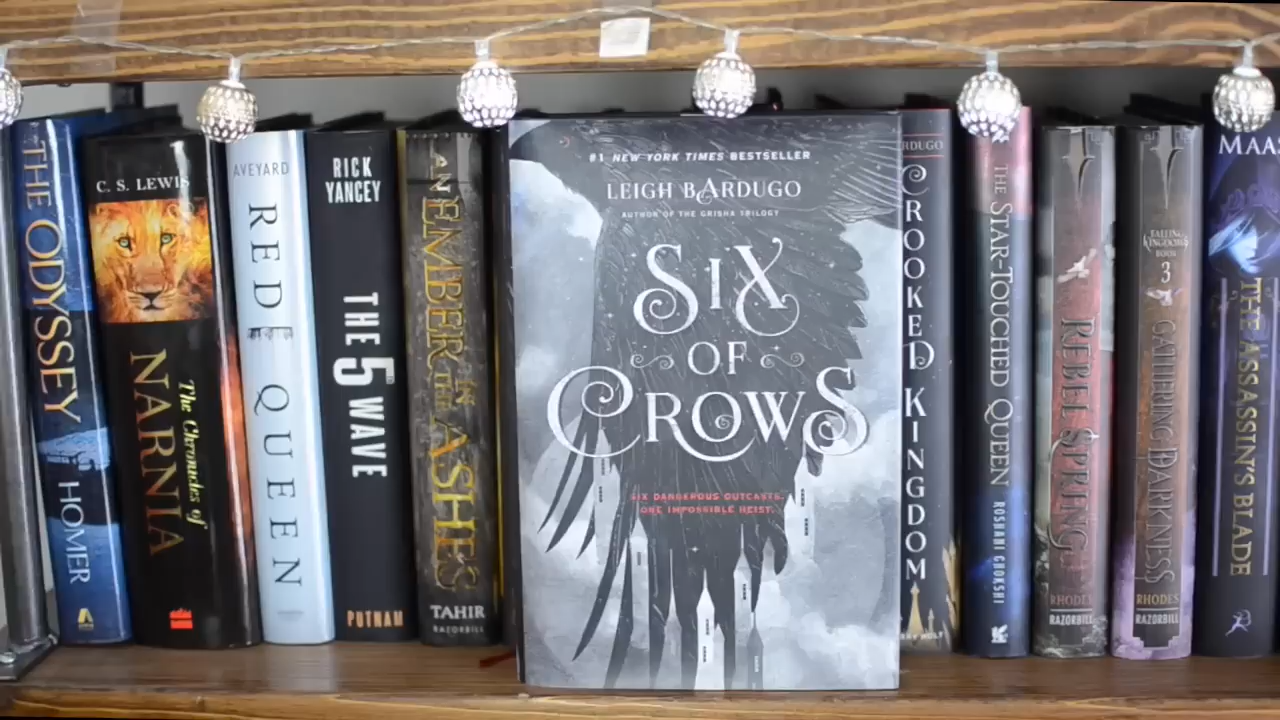 THE ODYSSEY
HOMER
C. S. LEWIS
The Chronicles of
NARNIA
AVEYARD
RED QUEEN
RICK
YANCEY
THE 5TH WAVE
PUTNAM
AN EMBER IN THE ASHES
TAHIR
RAZORBILL
#1 NEW YORK TIMES BESTSELLER
LEIGH BARDUGO
AUTHOR OF THE GRISHA TRILOGY
SIX
OF
CROWS
SIX DANGEROUS OUTCASTS.
ONE IMPOSSIBLE HEIST.
RDUGO
CROOKED KINGDOM
HOLT
THE STAR-TOUCHED QUEEN
ROSHANI CHOKSHI
REBEL SPRING
RHODES
RAZORBILL
FALLING
KINGDOMS
BOOK
3
GATHERING DARKNESS
RHODES
RAZORBILL
MAAS
THE ASSASSIN'S BLADE